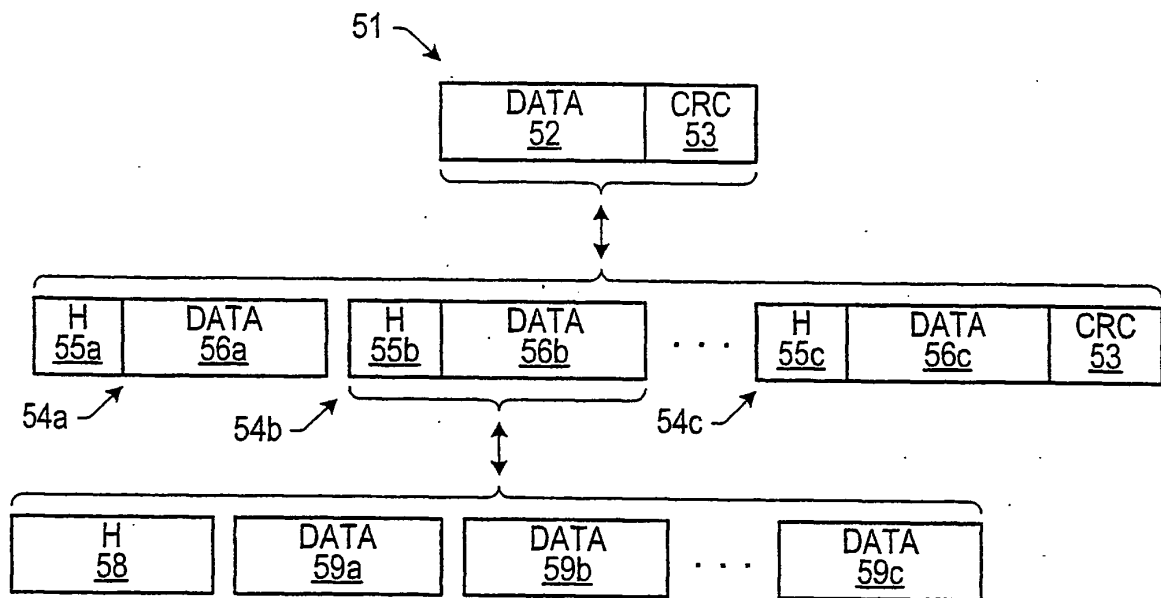 51
DATA CRC
52 53
H DATA H DATA . . . H DATA CRC
55a 56a 55b 56b 55c 56c 53
54a 54b 54c
H DATA DATA . . . DATA
58 59a 59b 59c